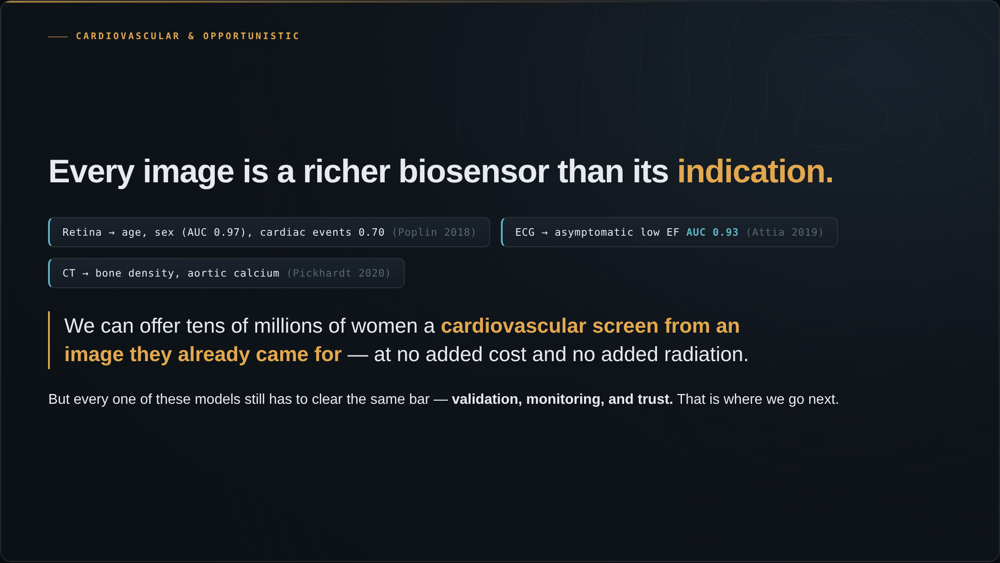 CARDIOVASCULAR & OPPORTUNISTIC
Every image is a richer biosensor than its indication.
Retina → age, sex (AUC 0.97), cardiac events 0.70 (Poplin 2018)
ECG → asymptomatic low EF AUC 0.93 (Attia 2019)
CT → bone density, aortic calcium (Pickhardt 2020)
We can offer tens of millions of women a cardiovascular screen from an
image they already came for — at no added cost and no added radiation.
But every one of these models still has to clear the same bar — validation, monitoring, and trust. That is where we go next.